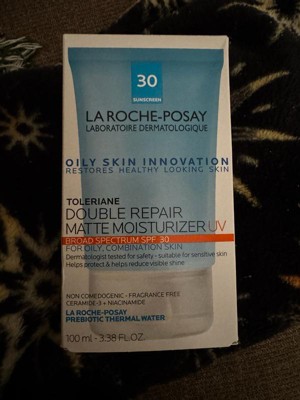 30
SUNSCREEN
LA ROCHE-POSAY
LABORATOIRE DERMATOLOGIQUE
OILY SKIN INNOVATION
RESTORES HEALTHY LOOKING SKIN
TOLERIANE
DOUBLE REPAIR
MATTE MOISTURIZER UV
BROAD SPECTRUM SPF 30
FOR OILY, COMBINATION SKIN
Dermatologist tested for safety - suitable for sensitive skin
Helps protect & helps reduce visible shine
NON COMEDOGENIC - FRAGRANCE FREE
CERAMIDE-3 + NIACINAMIDE
LA ROCHE-POSAY
PREBIOTIC THERMAL WATER
100 ml - 3.38 FL.OZ.